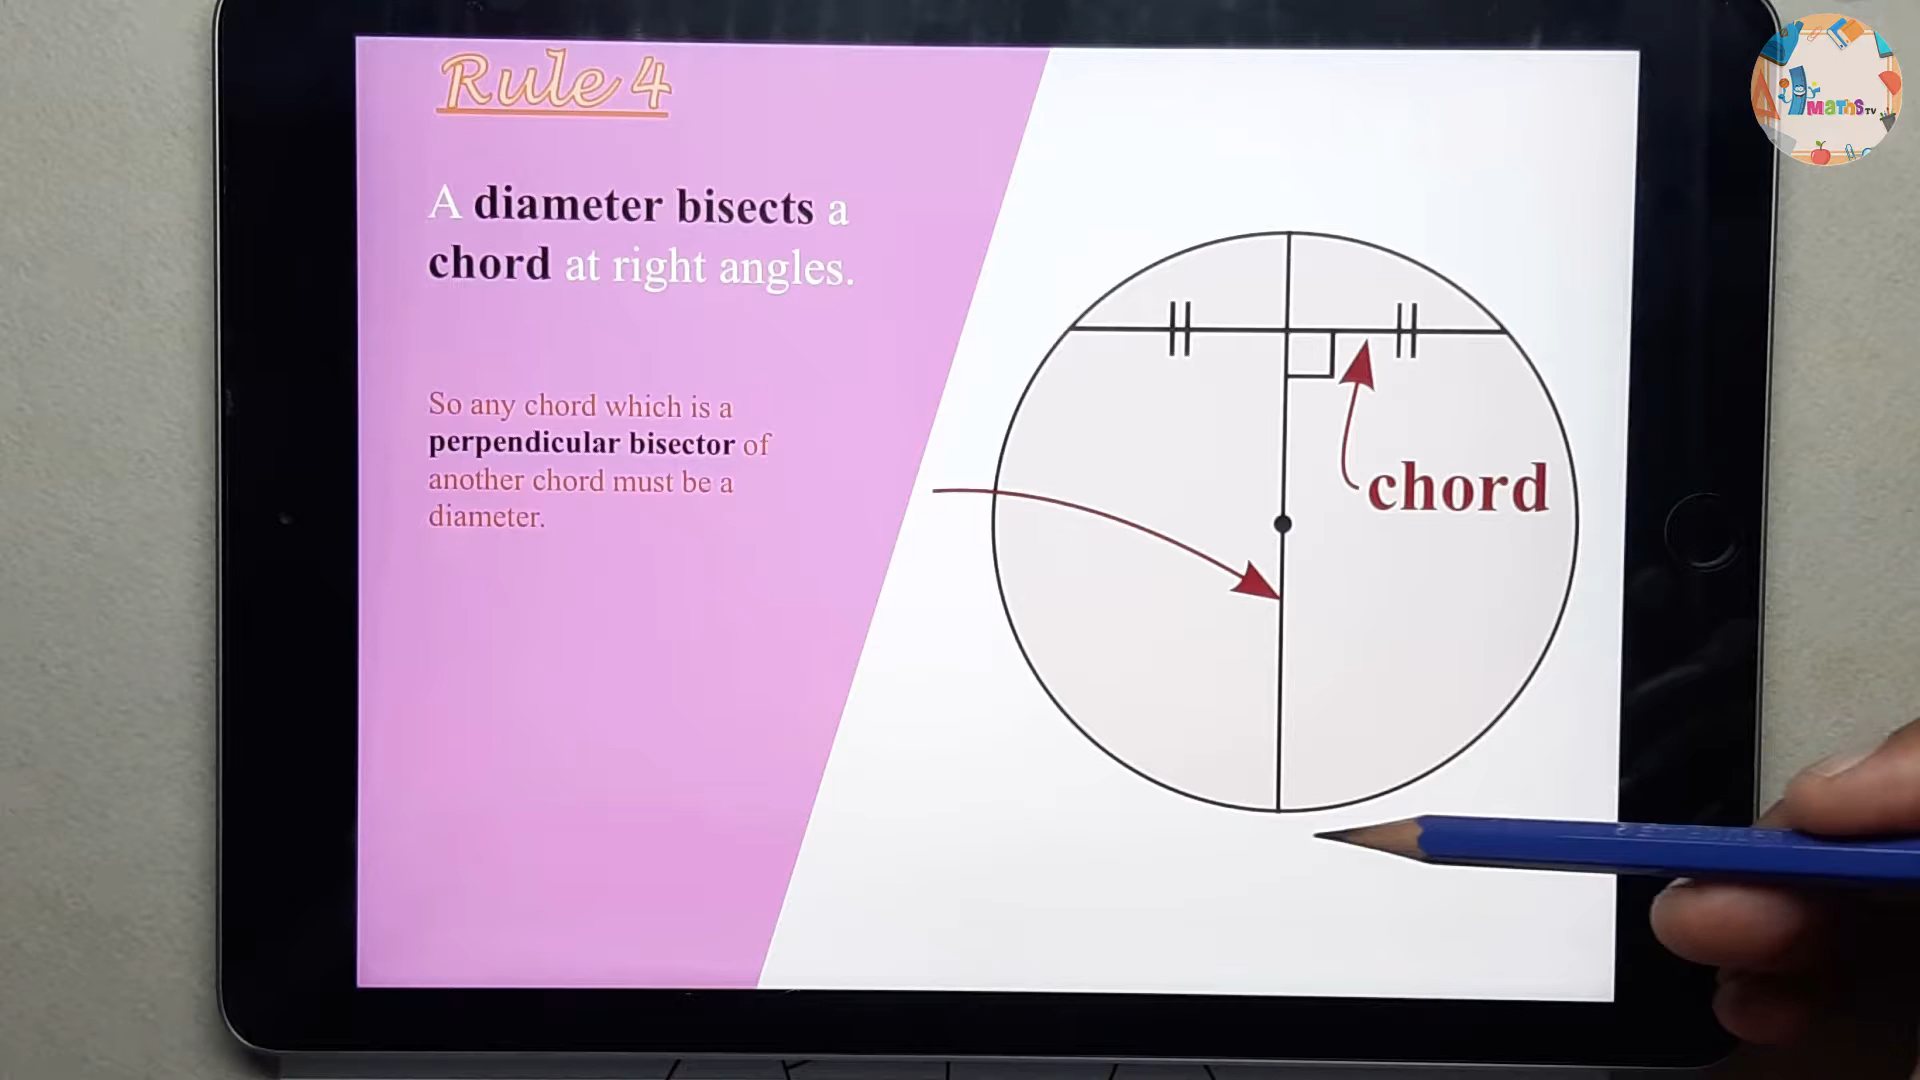 Rule 4
A diameter bisects a
chord at right angles.
So any chord which is a
perpendicular bisector of
another chord must be a
diameter.
chord
MATHS TV